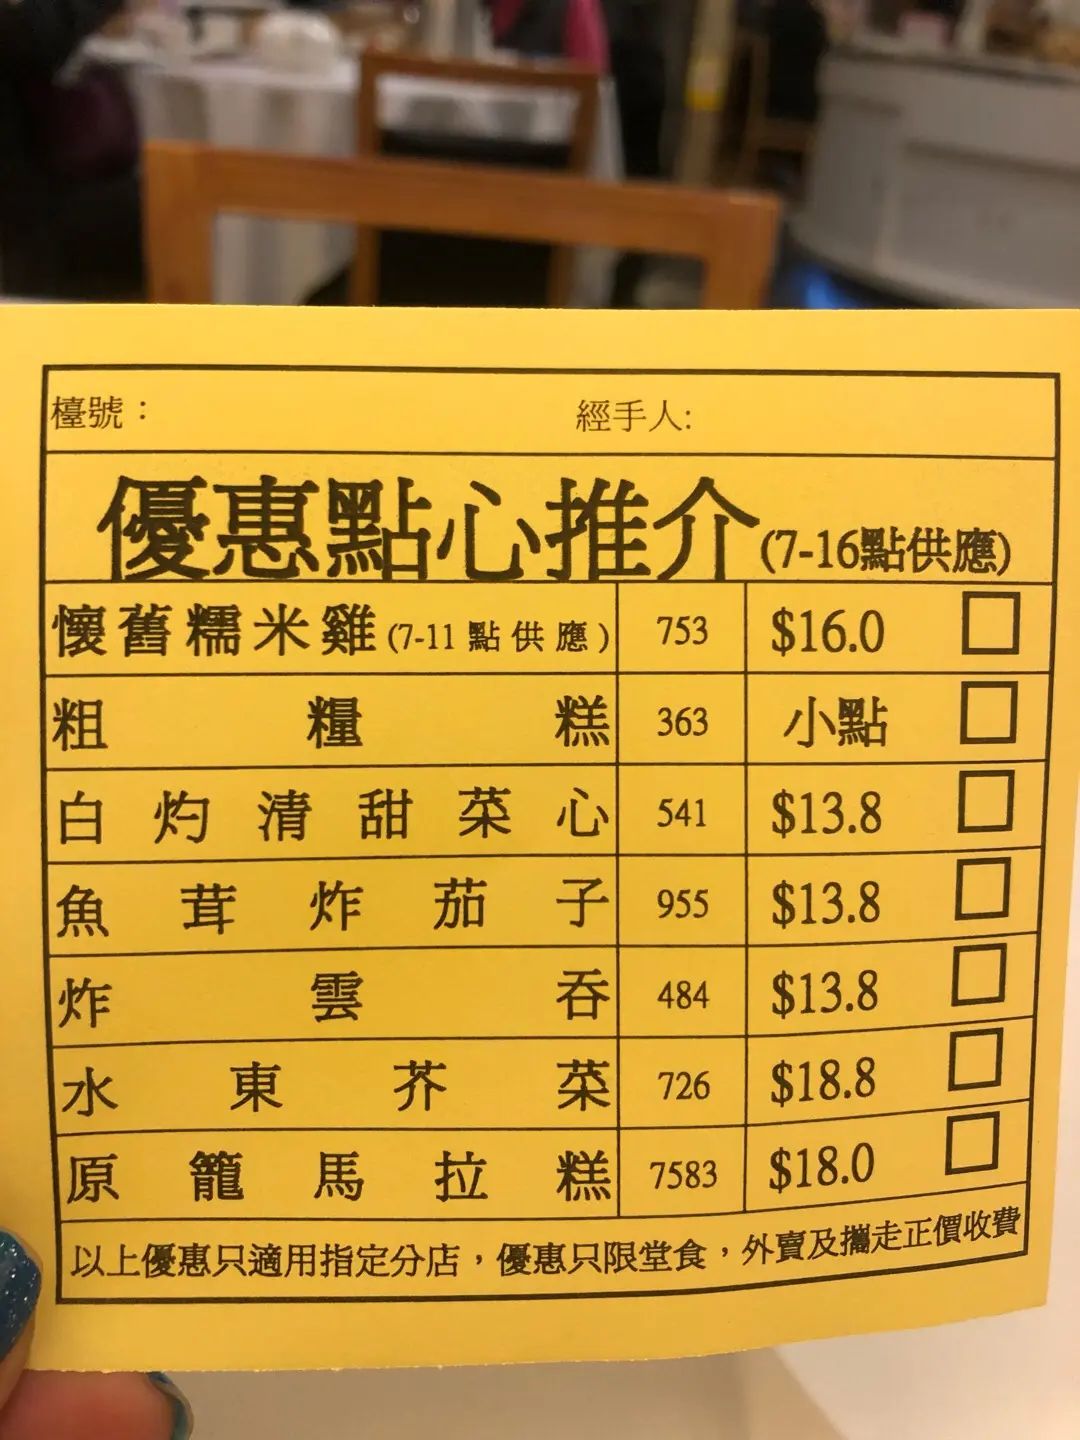 檯號： 經手人:
優惠點心推介(7-16點供應)
懷舊糯米雞(7-11點供應) 753 $16.0
粗糧糕 363 小點
白灼清甜菜心 541 $13.8
魚茸炸茄子 955 $13.8
炸雲吞 484 $13.8
水東芥菜 726 $18.8
原籠馬拉糕 7583 $18.0
以上優惠只適用指定分店，優惠只限堂食，外賣及攜走正價收費